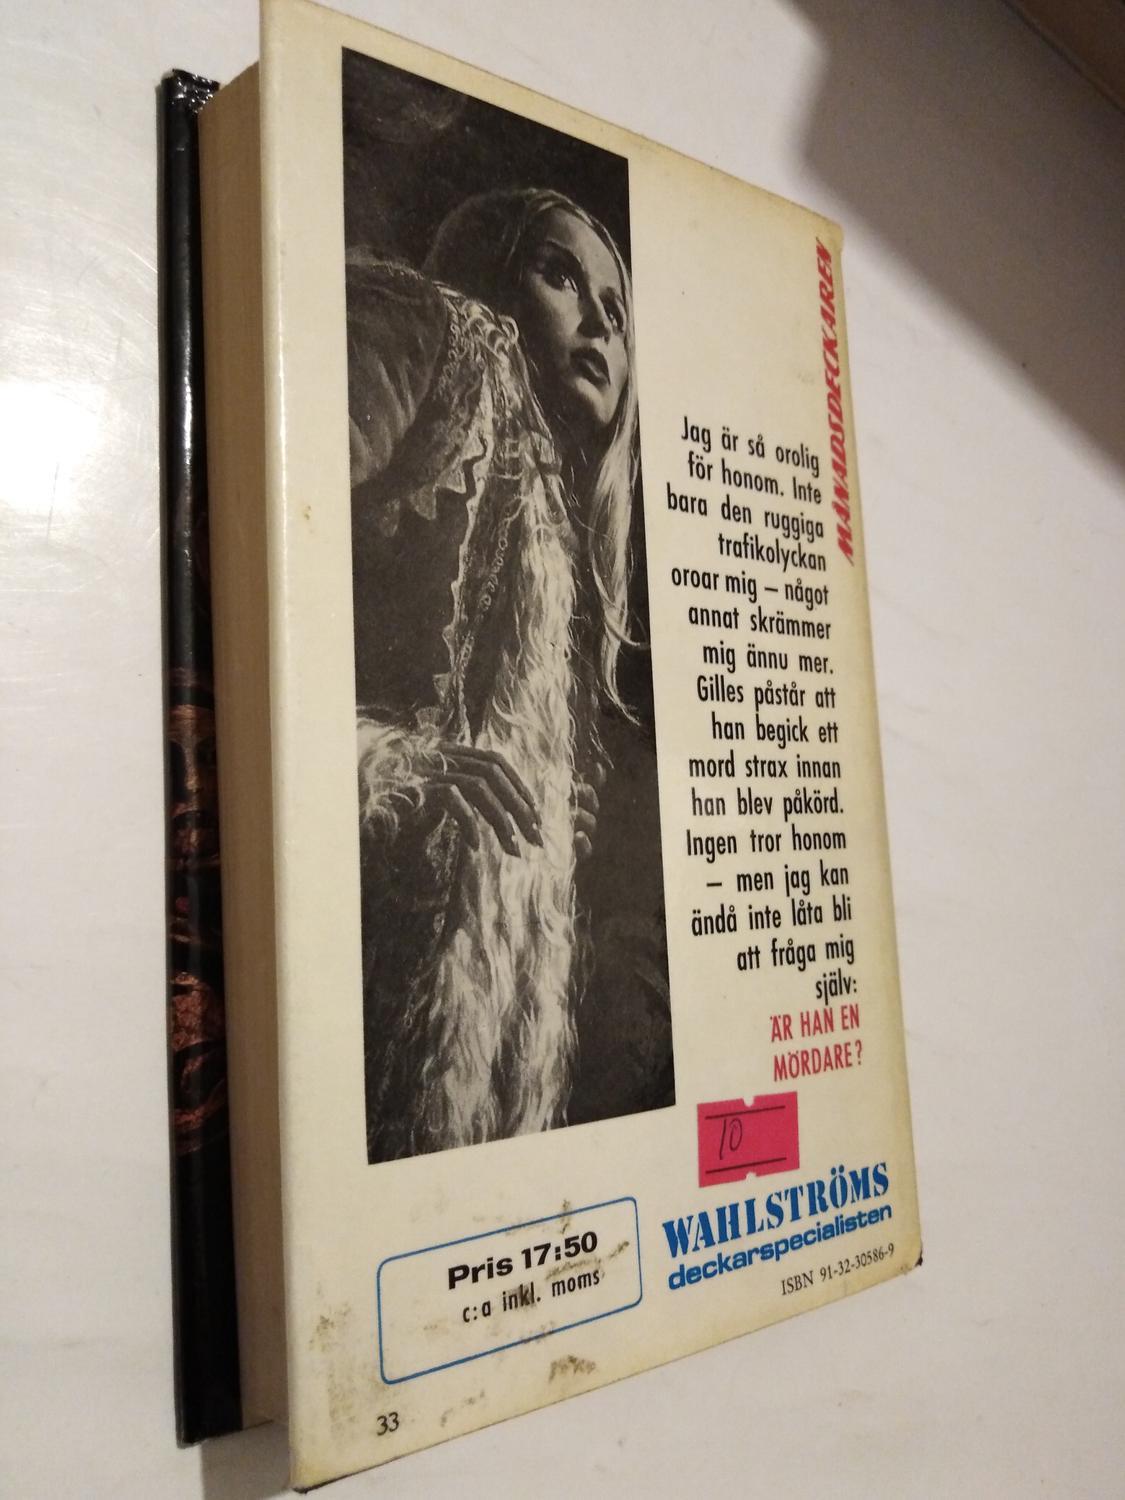 MÅNADSDECKAREN
Jag är så orolig
för honom. Inte
bara den ruggiga
trafikolyckan
oroar mig – något
annat skrämmer
mig ännu mer.
Gilles påstår att
han begick ett
mord strax innan
han blev påkörd.
Ingen tror honom
– men jag kan
ändå inte låta bli
att fråga mig
själv:
ÄR HAN EN
MÖRDARE?
10
WAHLSTRÖMS
deckarspecialisten
ISBN 91-32-30586-9
Pris 17:50
c:a inkl. moms
33